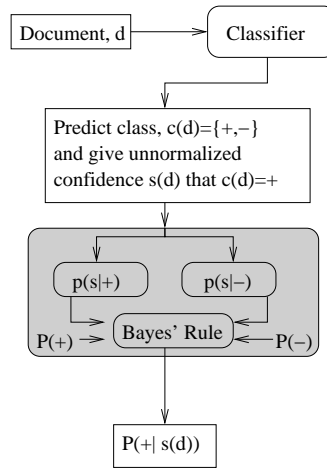 Document, d
Classifier
Predict class, c(d)={+,−}
and give unnormalized
confidence s(d) that c(d)=+
p(s|+)
p(s|−)
P(+)
Bayes' Rule
P(−)
P(+| s(d))